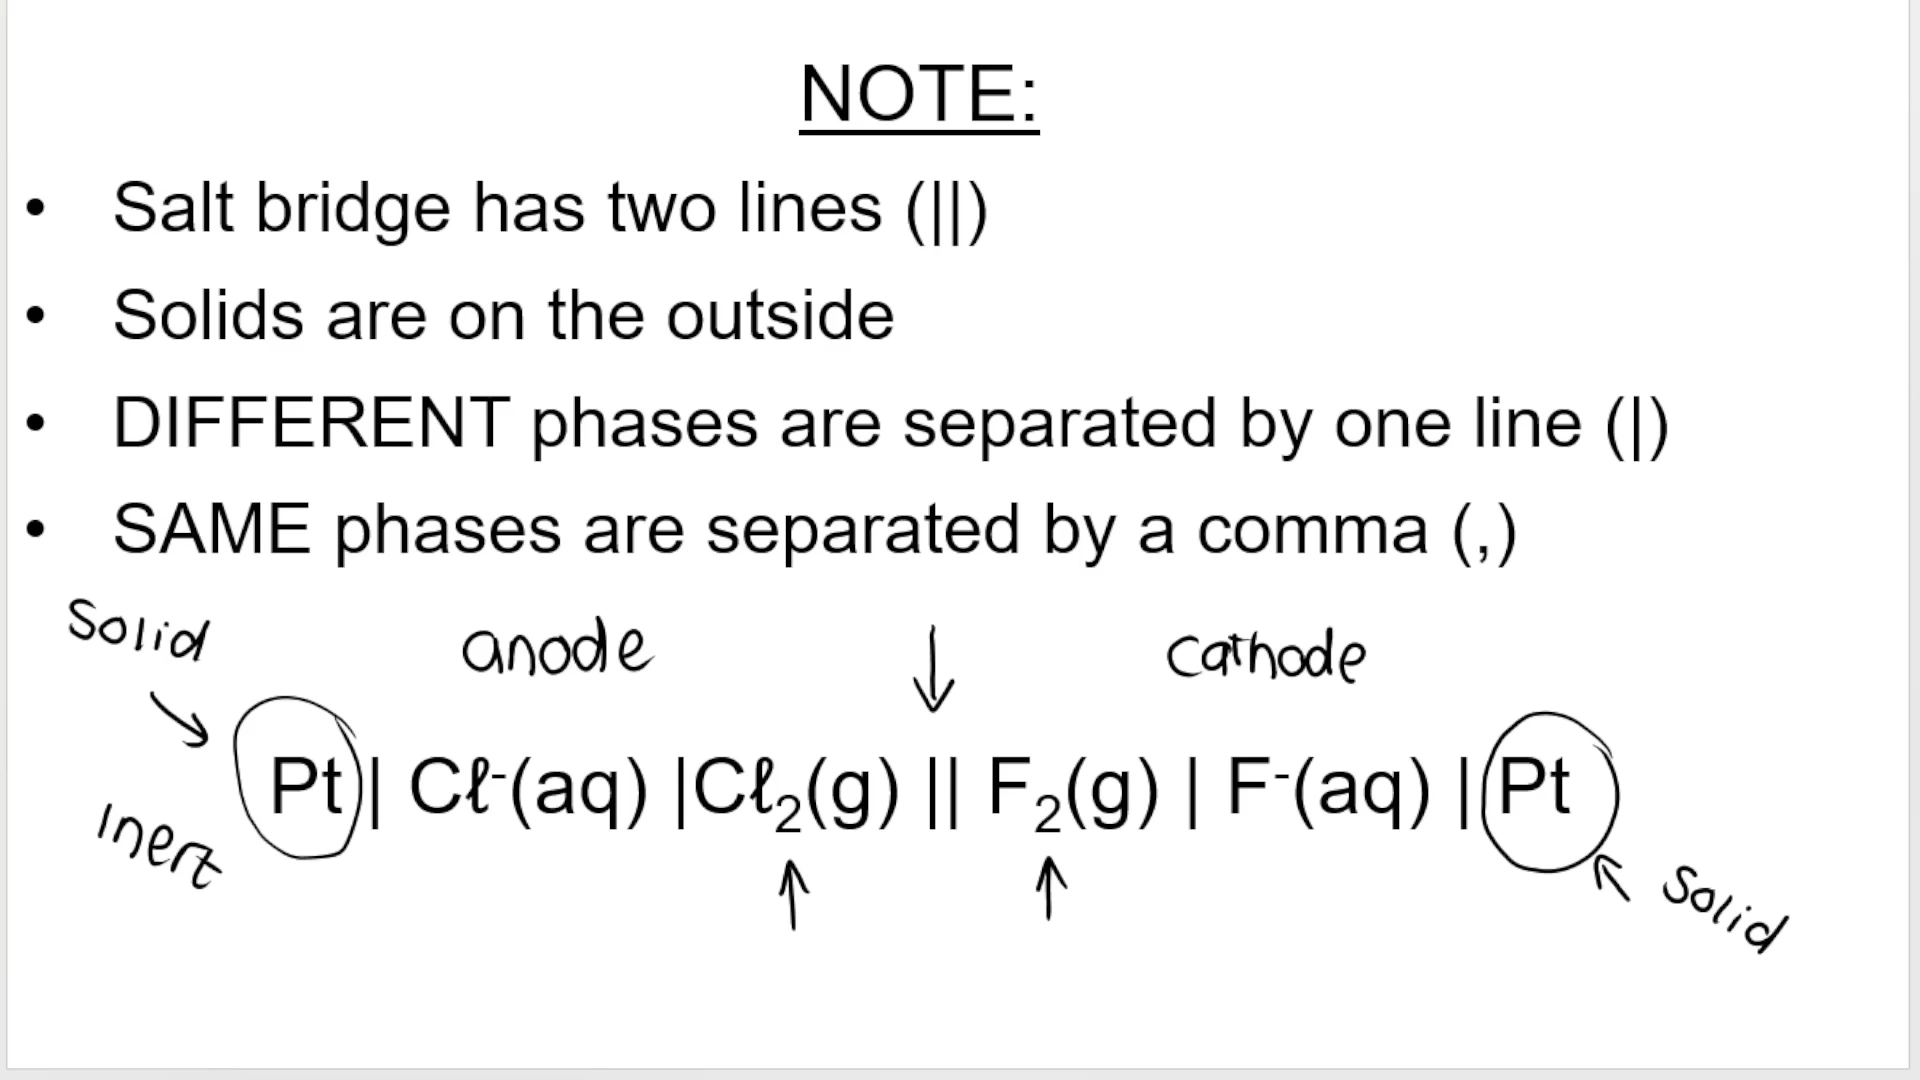 NOTE:
• Salt bridge has two lines (||)
• Solids are on the outside
• DIFFERENT phases are separated by one line (|)
• SAME phases are separated by a comma (,)
Solid anode cathode
Pt | Cℓ⁻(aq) |Cℓ₂(g) || F₂(g) | F⁻(aq) | Pt
Inert
Solid